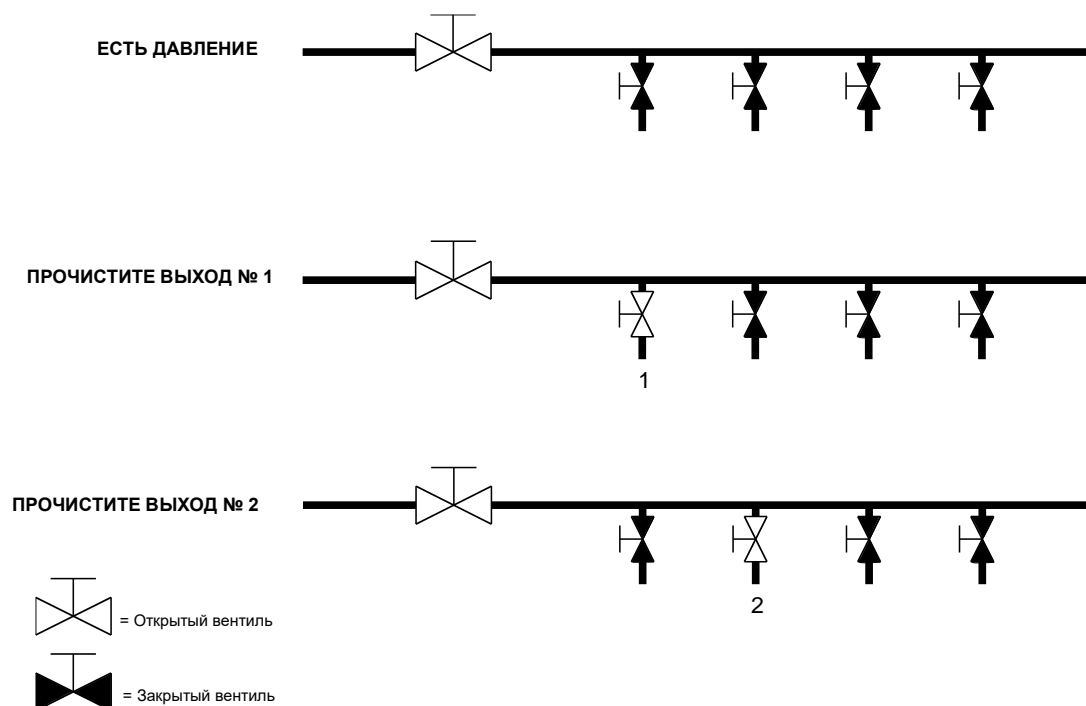 ЕСТЬ ДАВЛЕНИЕ
ПРОЧИСТИТЕ ВЫХОД № 1
1
ПРОЧИСТИТЕ ВЫХОД № 2
2
= Открытый вентиль
= Закрытый вентиль